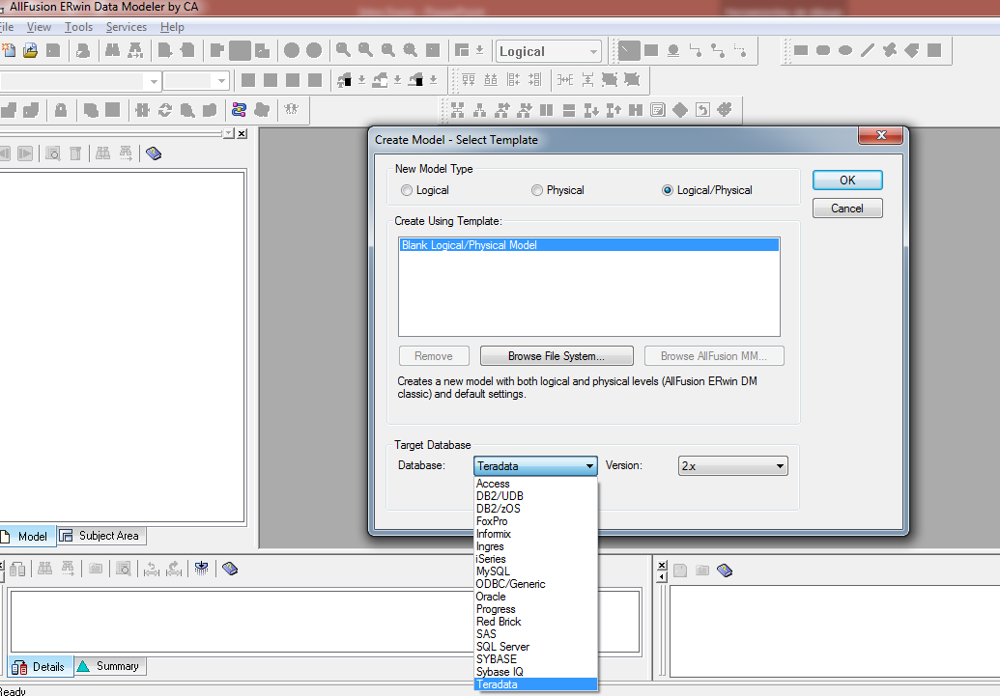 AllFusion ERwin Data Modeler by CA
File View Tools Services Help
Logical
Create Model - Select Template
New Model Type
Logical Physical Logical/Physical
OK
Cancel
Create Using Template:
Blank Logical/Physical Model
Remove Browse File System... Browse AllFusion MM...
Creates a new model with both logical and physical levels (AllFusion ERwin DM
classic) and default settings.
Target Database
Database: Teradata Version: 2.x
Access
DB2/UDB
DB2/zOS
FoxPro
Informix
Ingres
iSeries
MySQL
ODBC/Generic
Oracle
Progress
Red Brick
SAS
SQL Server
SYBASE
Sybase IQ
Teradata
Model Subject Area
Details Summary
Ready